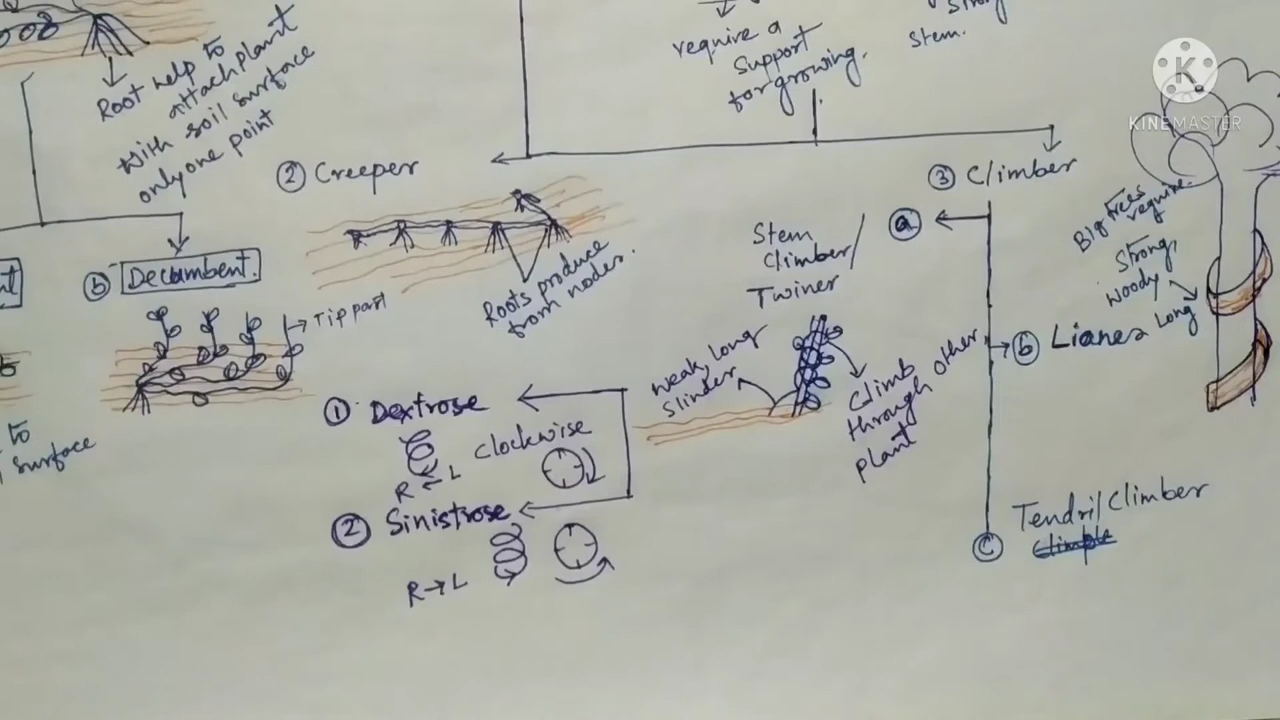 Root help to
attach plant
with soil surface
only one point
require a
support
for growing.
stem.
KINEMASTER
② Creeper
③ Climber
ⓐ
Stem
Climber/
Twiner
Big trees
require
Strong,
woody
Long
ⓑ Decambent.
Tip part
Roots produce
from nodes.
weak, long
slinder
Climb
through other
plant
ⓑ Lianes
to
surface
① Dextrose
Clockwise
R ← L
② Sinistrose
R → L
ⓒ
Tendril Climber